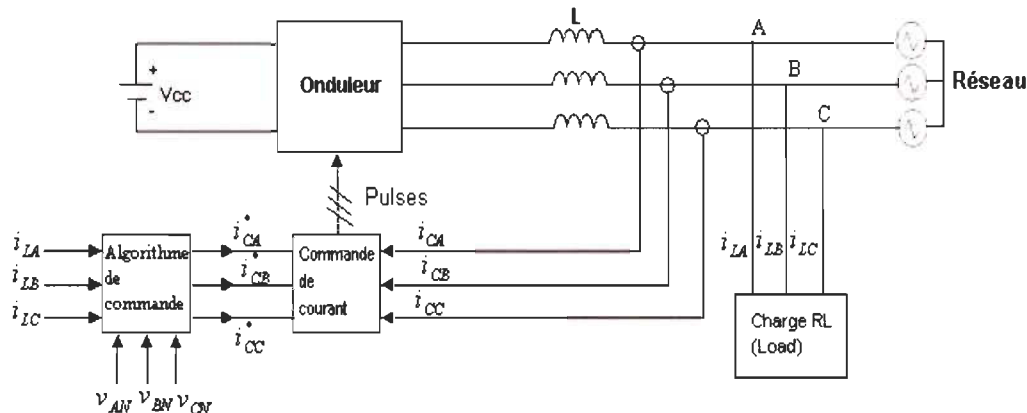 L
A
B
C
+
Vcc
-
Onduleur
Réseau
Pulses
i_LA
i_LB
i_LC
Algorithme
de
commande
i*_CA
i*_CB
i*_CC
Commande
de
courant
i_CA
i_CB
i_CC
i_LA i_LB i_LC
Charge RL
(Load)
v_AN v_BN v_CN